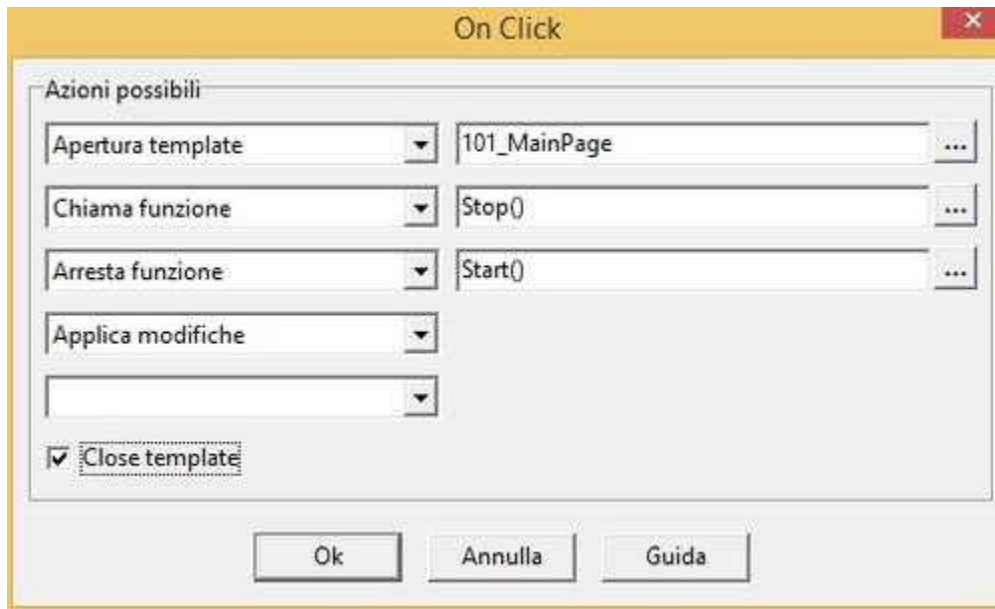 On Click
Azioni possibili
Apertura template 101_MainPage ...
Chiama funzione Stop() ...
Arresta funzione Start() ...
Applica modifiche
Close template
Ok Annulla Guida